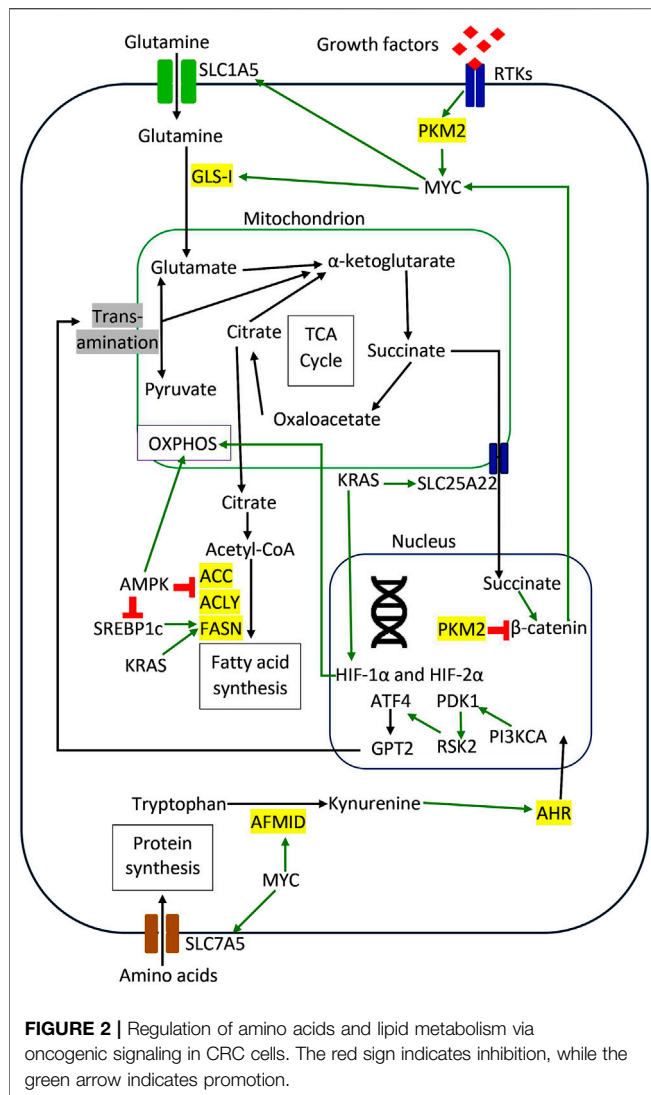 Glutamine
Growth factors
SLC1A5
RTKs
Glutamine
PKM2
GLS-I
MYC
Mitochondrion
Glutamate
α-ketoglutarate
Trans-
amination
Citrate
TCA
Cycle
Succinate
Pyruvate
Oxaloacetate
OXPHOS
KRAS
SLC25A22
Citrate
Nucleus
Acetyl-CoA
AMPK
ACC
ACLY
SREBP1c
FASN
KRAS
Fatty acid
synthesis
Succinate
PKM2
β-catenin
HIF-1α and HIF-2α
ATF4
PDK1
GPT2
RSK2
PI3KCA
Tryptophan
Kynurenine
AFMID
AHR
Protein
synthesis
MYC
SLC7A5
Amino acids
FIGURE 2 | Regulation of amino acids and lipid metabolism via
oncogenic signaling in CRC cells. The red sign indicates inhibition, while the
green arrow indicates promotion.